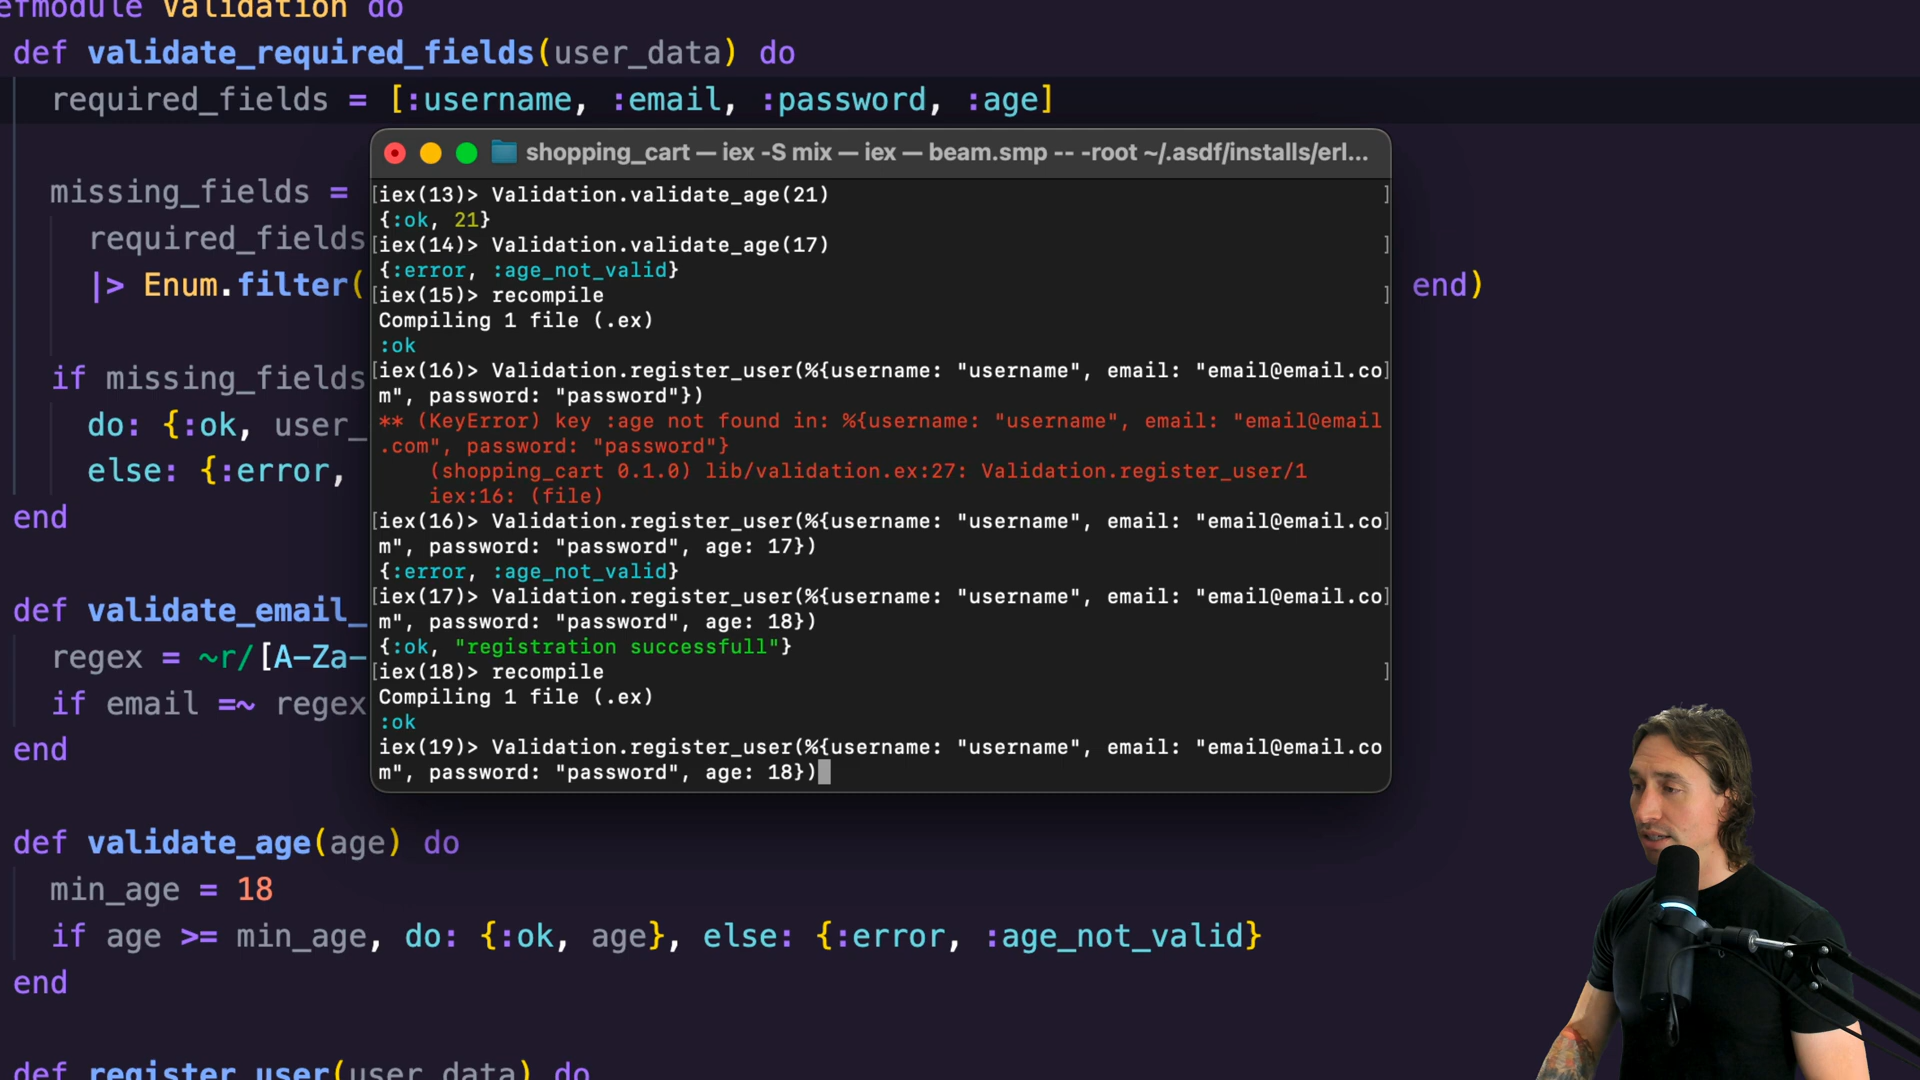 efmodule Validation do
def validate_required_fields(user_data) do
required_fields = [:username, :email, :password, :age]
shopping_cart — iex -S mix — iex — beam.smp -- -root ~/.asdf/installs/erl...
[iex(13)> Validation.validate_age(21) ]
{:ok, 21}
[iex(14)> Validation.validate_age(17) ]
{:error, :age_not_valid}
[iex(15)> recompile ]
Compiling 1 file (.ex)
:ok
[iex(16)> Validation.register_user(%{username: "username", email: "email@email.co]
m", password: "password"})
** (KeyError) key :age not found in: %{username: "username", email: "email@email
.com", password: "password"}
(shopping_cart 0.1.0) lib/validation.ex:27: Validation.register_user/1
iex:16: (file)
[iex(16)> Validation.register_user(%{username: "username", email: "email@email.co]
m", password: "password", age: 17})
{:error, :age_not_valid}
[iex(17)> Validation.register_user(%{username: "username", email: "email@email.co]
m", password: "password", age: 18})
{:ok, "registration successfull"}
[iex(18)> recompile ]
Compiling 1 file (.ex)
:ok
iex(19)> Validation.register_user(%{username: "username", email: "email@email.co
m", password: "password", age: 18})
missing_fields =
required_fields
|> Enum.filter( end)
if missing_fields
do: {:ok, user_
else: {:error,
end
def validate_email_
regex = ~r/[A-Za-
if email =~ regex
end
def validate_age(age) do
min_age = 18
if age >= min_age, do: {:ok, age}, else: {:error, :age_not_valid}
end
def register_user(user_data) do